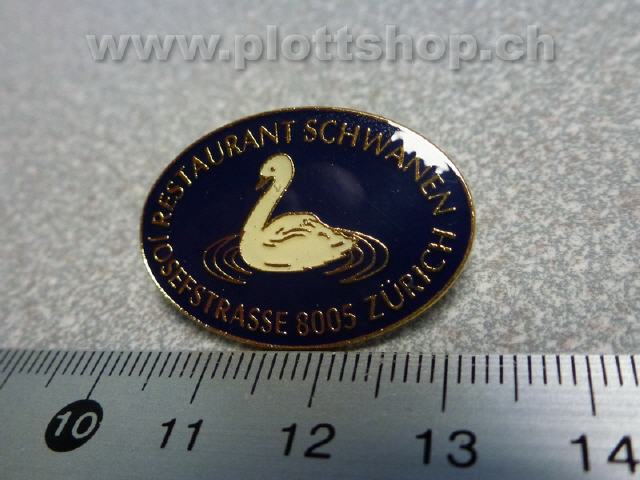 www.plottshop.ch
RESTAURANT SCHWANEN
JOSEFSTRASSE 8005 ZÜRICH
10 11 12 13 14